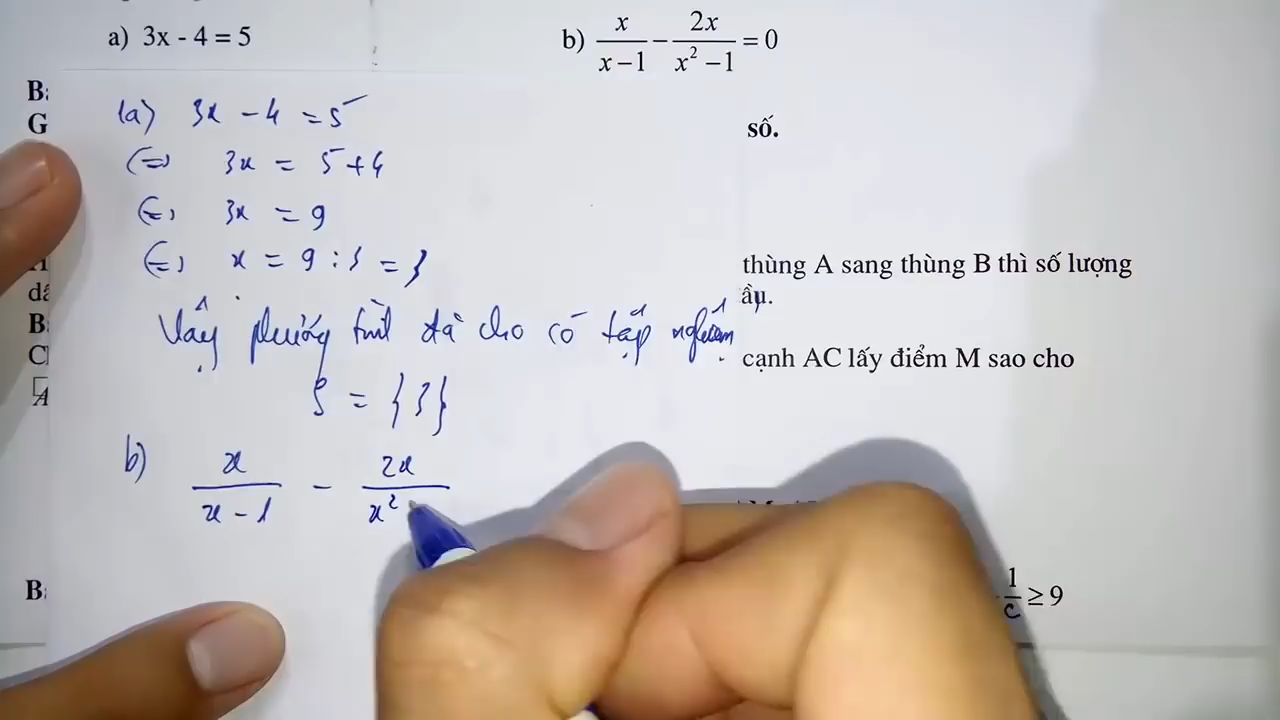 a) 3x - 4 = 5
b) x/(x-1) - 2x/(x² - 1) = 0
B
G
số.
1a) 3x - 4 = 5
(=) 3x = 5+4
(=) 3x = 9
(=) x = 9 : 3 = 3
thùng A sang thùng B thì số lượng
dầ
B
Vậy phương trình đã cho có tập nghiệm
C
cạnh AC lấy điểm M sao cho
A
S = {3}
b) x/(x-1) - 2x/x²
B
1/c ≥ 9